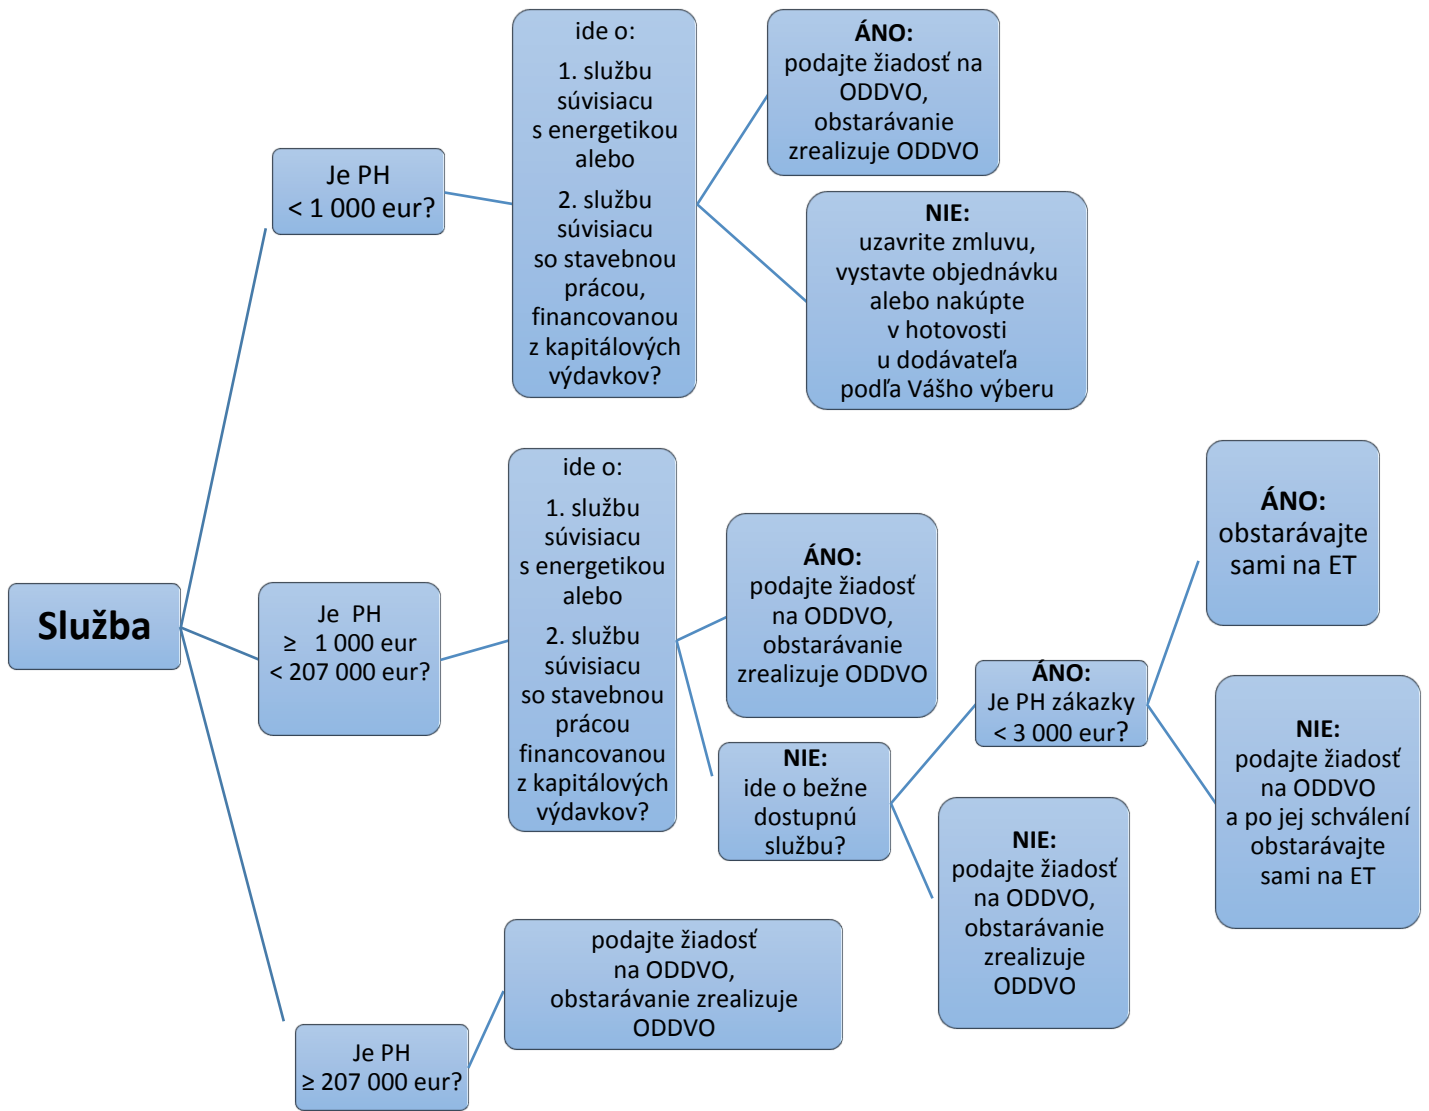 Služba
Je PH
< 1 000 eur?
ide o:
1. službu
súvisiacu
s energetikou
alebo
2. službu
súvisiacu
so stavebnou
prácou,
financovanou
z kapitálových
výdavkov?
ÁNO:
podajte žiadosť na
ODDVO,
obstarávanie
zrealizuje ODDVO
NIE:
uzavrite zmluvu,
vystavte objednávku
alebo nakúpte
v hotovosti
u dodávateľa
podľa Vášho výberu
Je PH
≥ 1 000 eur
< 207 000 eur?
ide o:
1. službu
súvisiacu
s energetikou
alebo
2. službu
súvisiacu
so stavebnou
prácou
financovanou
z kapitálových
výdavkov?
ÁNO:
podajte žiadosť
na ODDVO,
obstarávanie
zrealizuje ODDVO
NIE:
ide o bežne
dostupnú
službu?
ÁNO:
Je PH zákazky
< 3 000 eur?
ÁNO:
obstarávajte
sami na ET
NIE:
podajte žiadosť
na ODDVO
a po jej schválení
obstarávajte
sami na ET
NIE:
podajte žiadosť
na ODDVO,
obstarávanie
zrealizuje
ODDVO
Je PH
≥ 207 000 eur?
podajte žiadosť
na ODDVO,
obstarávanie zrealizuje
ODDVO